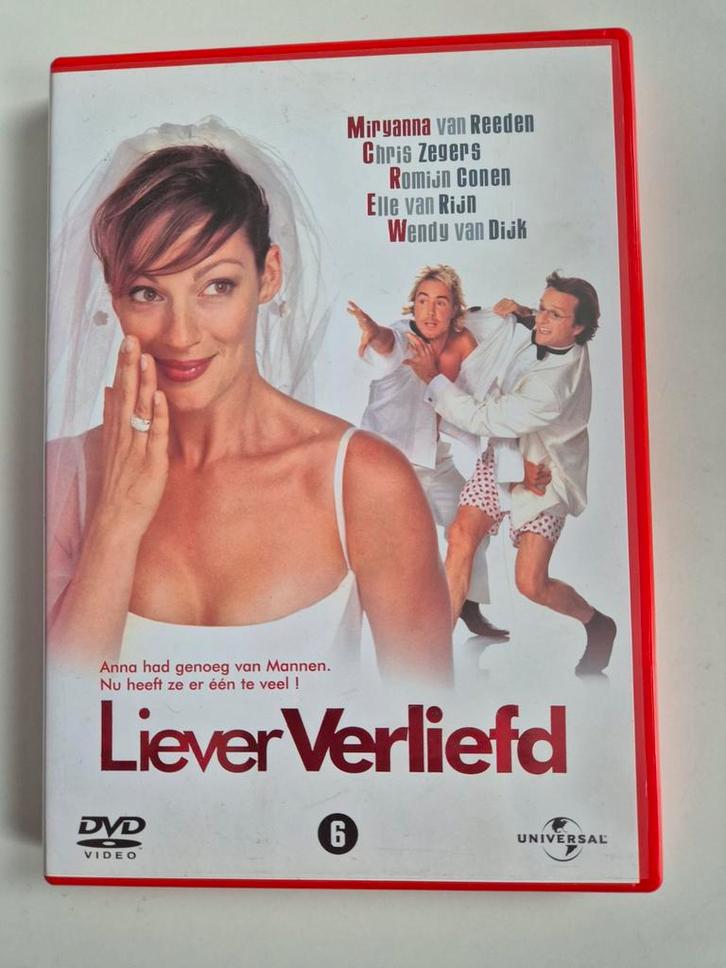 Miryanna van Reeden
Chris Zegers
Romijn Conen
Elle van Rijn
Wendy van Dijk
Anna had genoeg van Mannen.
Nu heeft ze er één te veel !
Liever Verliefd
DVD
VIDEO
6
UNIVERSAL